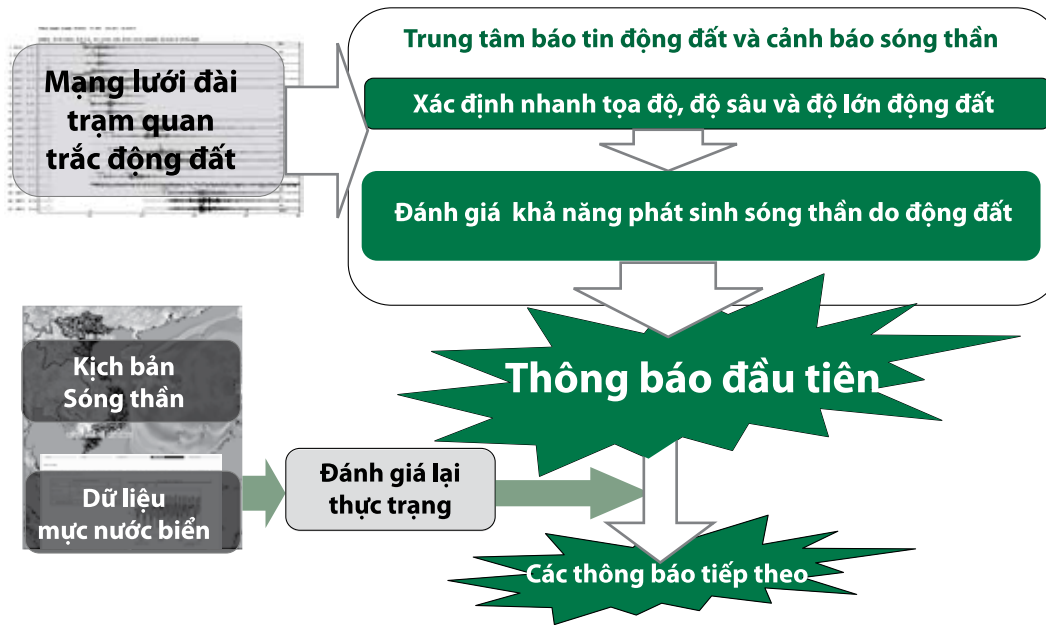 Trung tâm báo tin động đất và cảnh báo sóng thần
Mạng lưới đài
trạm quan
trắc động đất
Xác định nhanh tọa độ, độ sâu và độ lớn động đất
Đánh giá khả năng phát sinh sóng thần do động đất
Thông báo đầu tiên
Kịch bản
Sóng thần
Dữ liệu
mực nước biển
Đánh giá lại
thực trạng
Các thông báo tiếp theo